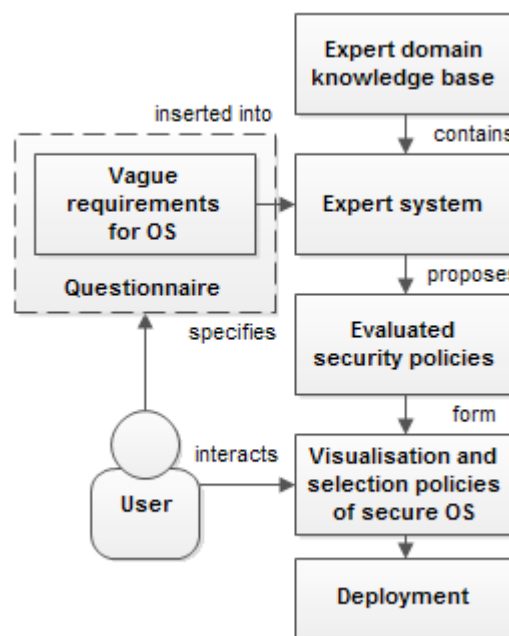 Expert domain
knowledge base
inserted into
contains
Vague
requirements
for OS
Expert system
Questionnaire
proposes
specifies
Evaluated
security policies
form
interacts
Visualisation and
selection policies
of secure OS
User
Deployment